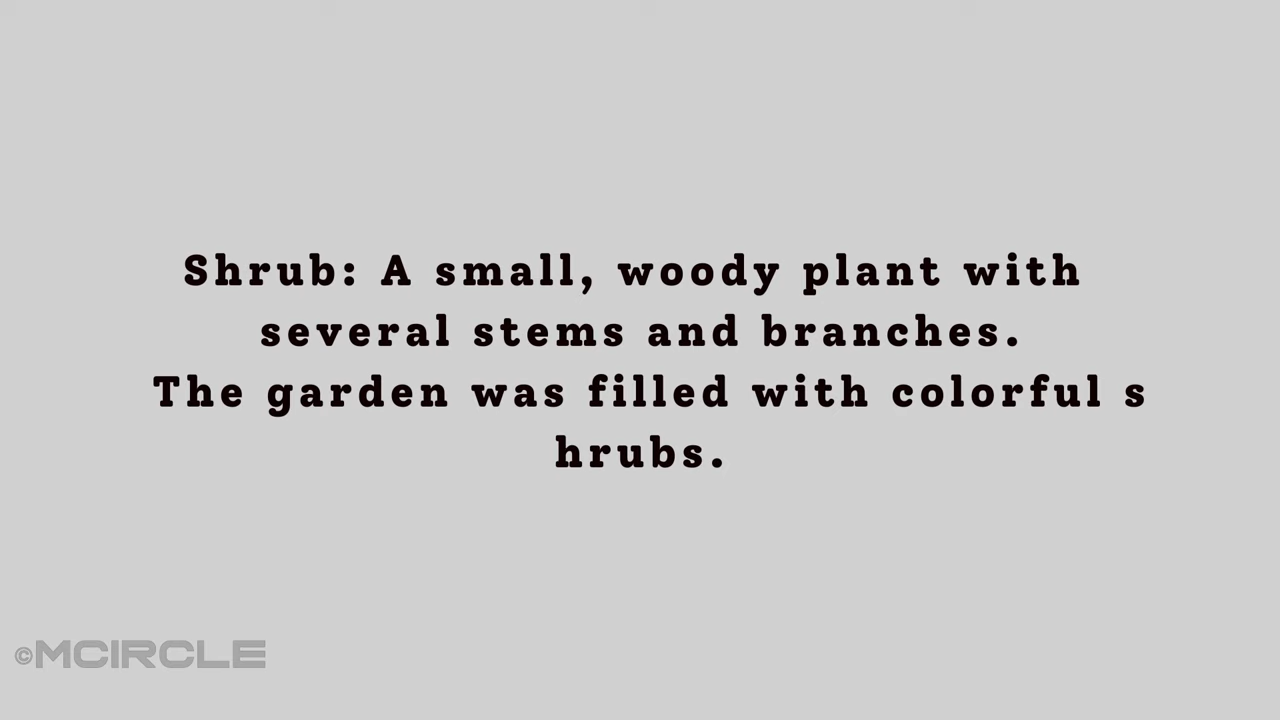 Shrub: A small, woody plant with
several stems and branches.
The garden was filled with colorful s
hrubs.
©MCIRCLE